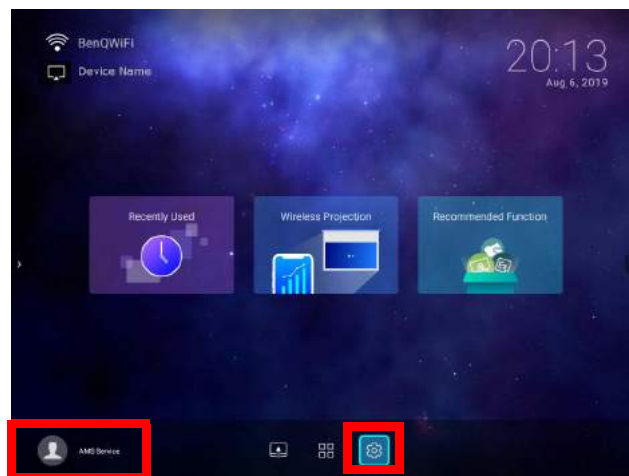 BenQWiFi
Device Name
20:13
Aug 6, 2019
Recently Used
Wireless Projection
Recommended Function
AMS Service